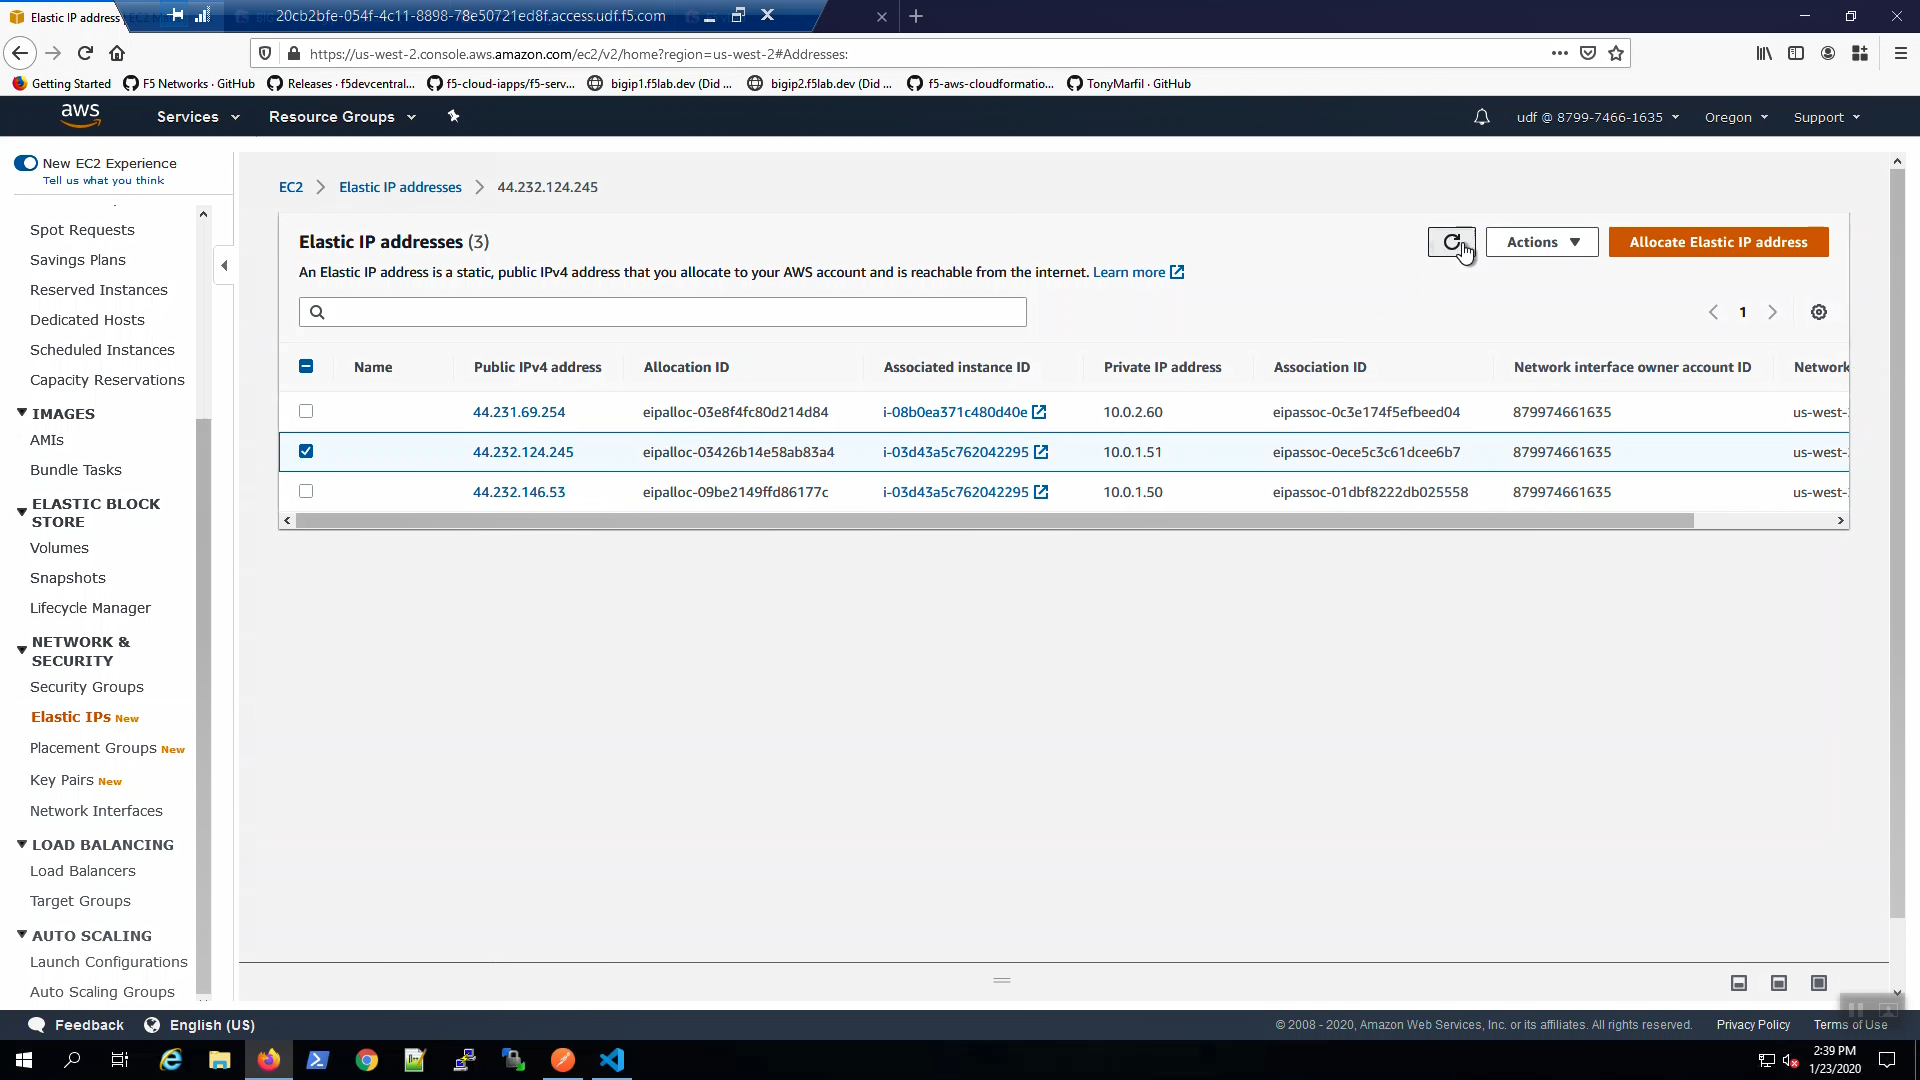 Elastic IP address
20cb2bfe-054f-4c11-8898-78e50721ed8f.access.udf.f5.com
https://us-west-2.console.aws.amazon.com/ec2/v2/home?region=us-west-2#Addresses:
Getting Started
F5 Networks · GitHub
Releases · f5devcentral...
f5-cloud-iapps/f5-serv...
bigip1.f5lab.dev (Did ...
bigip2.f5lab.dev (Did ...
f5-aws-cloudformatio...
TonyMarfil · GitHub
aws
Services
Resource Groups
udf @ 8799-7466-1635
Oregon
Support
New EC2 Experience
Tell us what you think
Spot Requests
Savings Plans
Reserved Instances
Dedicated Hosts
Scheduled Instances
Capacity Reservations
IMAGES
AMIs
Bundle Tasks
ELASTIC BLOCK
STORE
Volumes
Snapshots
Lifecycle Manager
NETWORK &
SECURITY
Security Groups
Elastic IPs New
Placement Groups New
Key Pairs New
Network Interfaces
LOAD BALANCING
Load Balancers
Target Groups
AUTO SCALING
Launch Configurations
Auto Scaling Groups
EC2 > Elastic IP addresses > 44.232.124.245
Elastic IP addresses (3)
Actions
Allocate Elastic IP address
An Elastic IP address is a static, public IPv4 address that you allocate to your AWS account and is reachable from the internet. Learn more
1
Name Public IPv4 address Allocation ID Associated instance ID Private IP address Association ID Network interface owner account ID Network
44.231.69.254 eipalloc-03e8f4fc80d214d84 i-08b0ea371c480d40e 10.0.2.60 eipassoc-0c3e174f5efbeed04 879974661635 us-west-
44.232.124.245 eipalloc-03426b14e58ab83a4 i-03d43a5c762042295 10.0.1.51 eipassoc-0ece5c3c61dcee6b7 879974661635 us-west-
44.232.146.53 eipalloc-09be2149ffd86177c i-03d43a5c762042295 10.0.1.50 eipassoc-01dbf8222db025558 879974661635 us-west-
Feedback
English (US)
© 2008 - 2020, Amazon Web Services, Inc. or its affiliates. All rights reserved.
Privacy Policy
Terms of Use
2:39 PM
1/23/2020